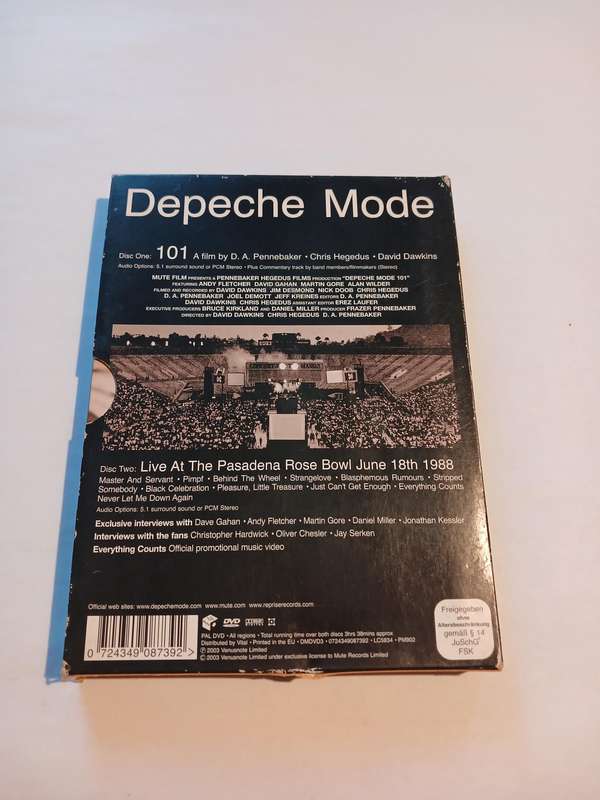 Depeche Mode
Disc One: 101 A film by D. A. Pennebaker • Chris Hegedus • David Dawkins
Audio Options: 5.1 surround sound or PCM Stereo • Plus Commentary track by band members/filmmakers (Stereo)
MUTE FILM PRESENTS A PENNEBAKER HEGEDUS FILMS PRODUCTION "DEPECHE MODE 101"
FEATURING ANDY FLETCHER DAVID GAHAN MARTIN GORE ALAN WILDER
FILMED AND RECORDED BY DAVID DAWKINS JIM DESMOND NICK DOOB CHRIS HEGEDUS
D. A. PENNEBAKER JOEL DEMOTT JEFF KREINES EDITORS D. A. PENNEBAKER
DAVID DAWKINS CHRIS HEGEDUS ASSISTANT EDITOR EREZ LAUFER
EXECUTIVE PRODUCERS BRUCE KIRKLAND AND DANIEL MILLER PRODUCER FRAZER PENNEBAKER
DIRECTED BY DAVID DAWKINS CHRIS HEGEDUS D. A. PENNEBAKER
Disc Two: Live At The Pasadena Rose Bowl June 18th 1988
Master And Servant • Pimpf • Behind The Wheel • Strangelove • Blasphemous Rumours • Stripped
Somebody • Black Celebration • Pleasure, Little Treasure • Just Can't Get Enough • Everything Counts
Never Let Me Down Again
Audio Options: 5.1 surround sound or PCM Stereo
Exclusive interviews with Dave Gahan • Andy Fletcher • Martin Gore • Daniel Miller • Jonathan Kessler
Interviews with the fans Christopher Hardwick • Oliver Chesler • Jay Serken
Everything Counts Official promotional music video
Official web sites: www.depechemode.com www.mute.com www.repriserecords.com
DVD
PAL DVD • All regions • Total running time over both discs 3hrs 38mins approx
Distributed by Vital • Printed in the EU • DMDVD3 • 0724349087392 • LC5834 • PM902
℗ 2003 Venusnote Limited
© 2003 Venusnote Limited under exclusive license to Mute Records Limited
0 724349 087392 >
Freigegeben
ohne
Altersbeschränkung
gemäß § 14
JuSchG
FSK